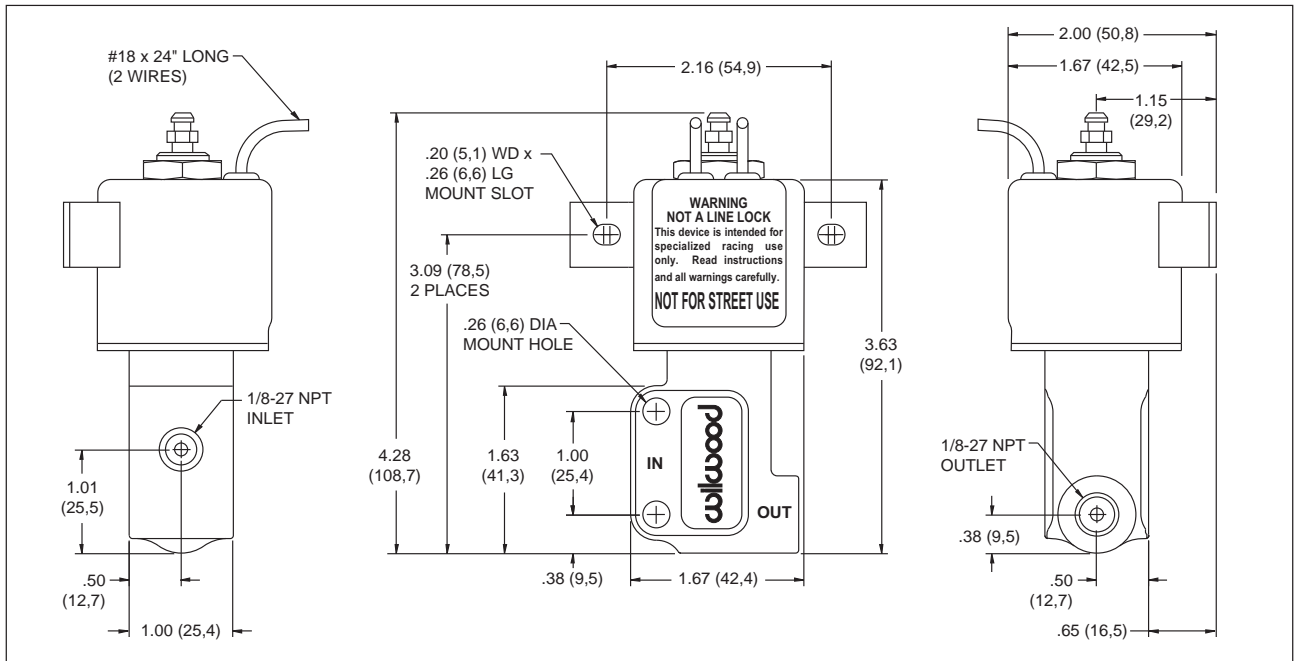 #18 x 24" LONG
(2 WIRES)
1/8-27 NPT
INLET
1.01
(25,5)
.50
(12,7)
1.00 (25,4)
2.16 (54,9)
.20 (5,1) WD x
.26 (6,6) LG
MOUNT SLOT
3.09 (78,5)
2 PLACES
.26 (6,6) DIA
MOUNT HOLE
WARNING
NOT A LINE LOCK
This device is intended for
specialized racing use
only. Read instructions
and all warnings carefully.
NOT FOR STREET USE
4.28
(108,7)
1.63
(41,3)
1.00
(25,4)
IN
wilwood
OUT
3.63
(92,1)
.38 (9,5)
1.67 (42,4)
2.00 (50,8)
1.67 (42,5)
1.15
(29,2)
1/8-27 NPT
OUTLET
.38 (9,5)
.50
(12,7)
.65 (16,5)